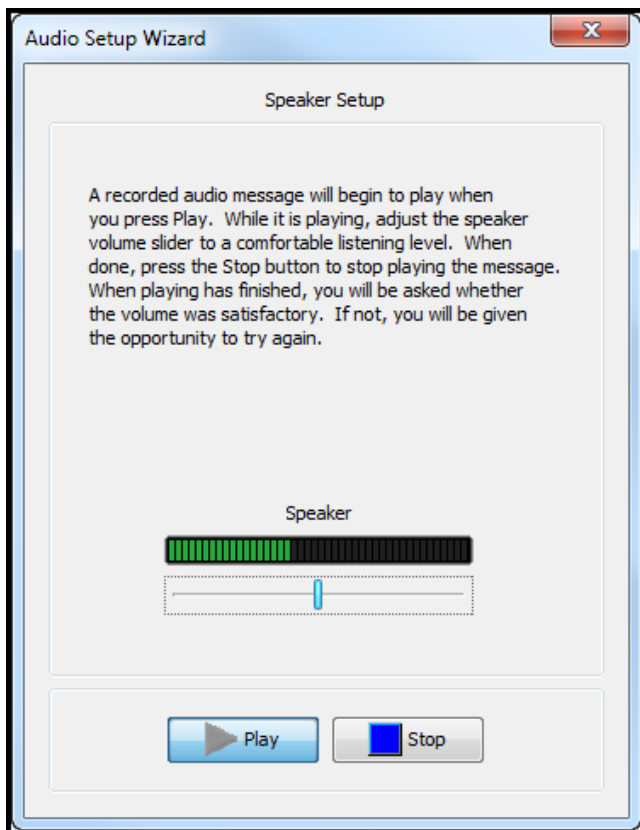 Audio Setup Wizard
Speaker Setup
A recorded audio message will begin to play when
you press Play.  While it is playing, adjust the speaker
volume slider to a comfortable listening level.  When
done, press the Stop button to stop playing the message.
When playing has finished, you will be asked whether
the volume was satisfactory.  If not, you will be given
the opportunity to try again.
Speaker
Play
Stop